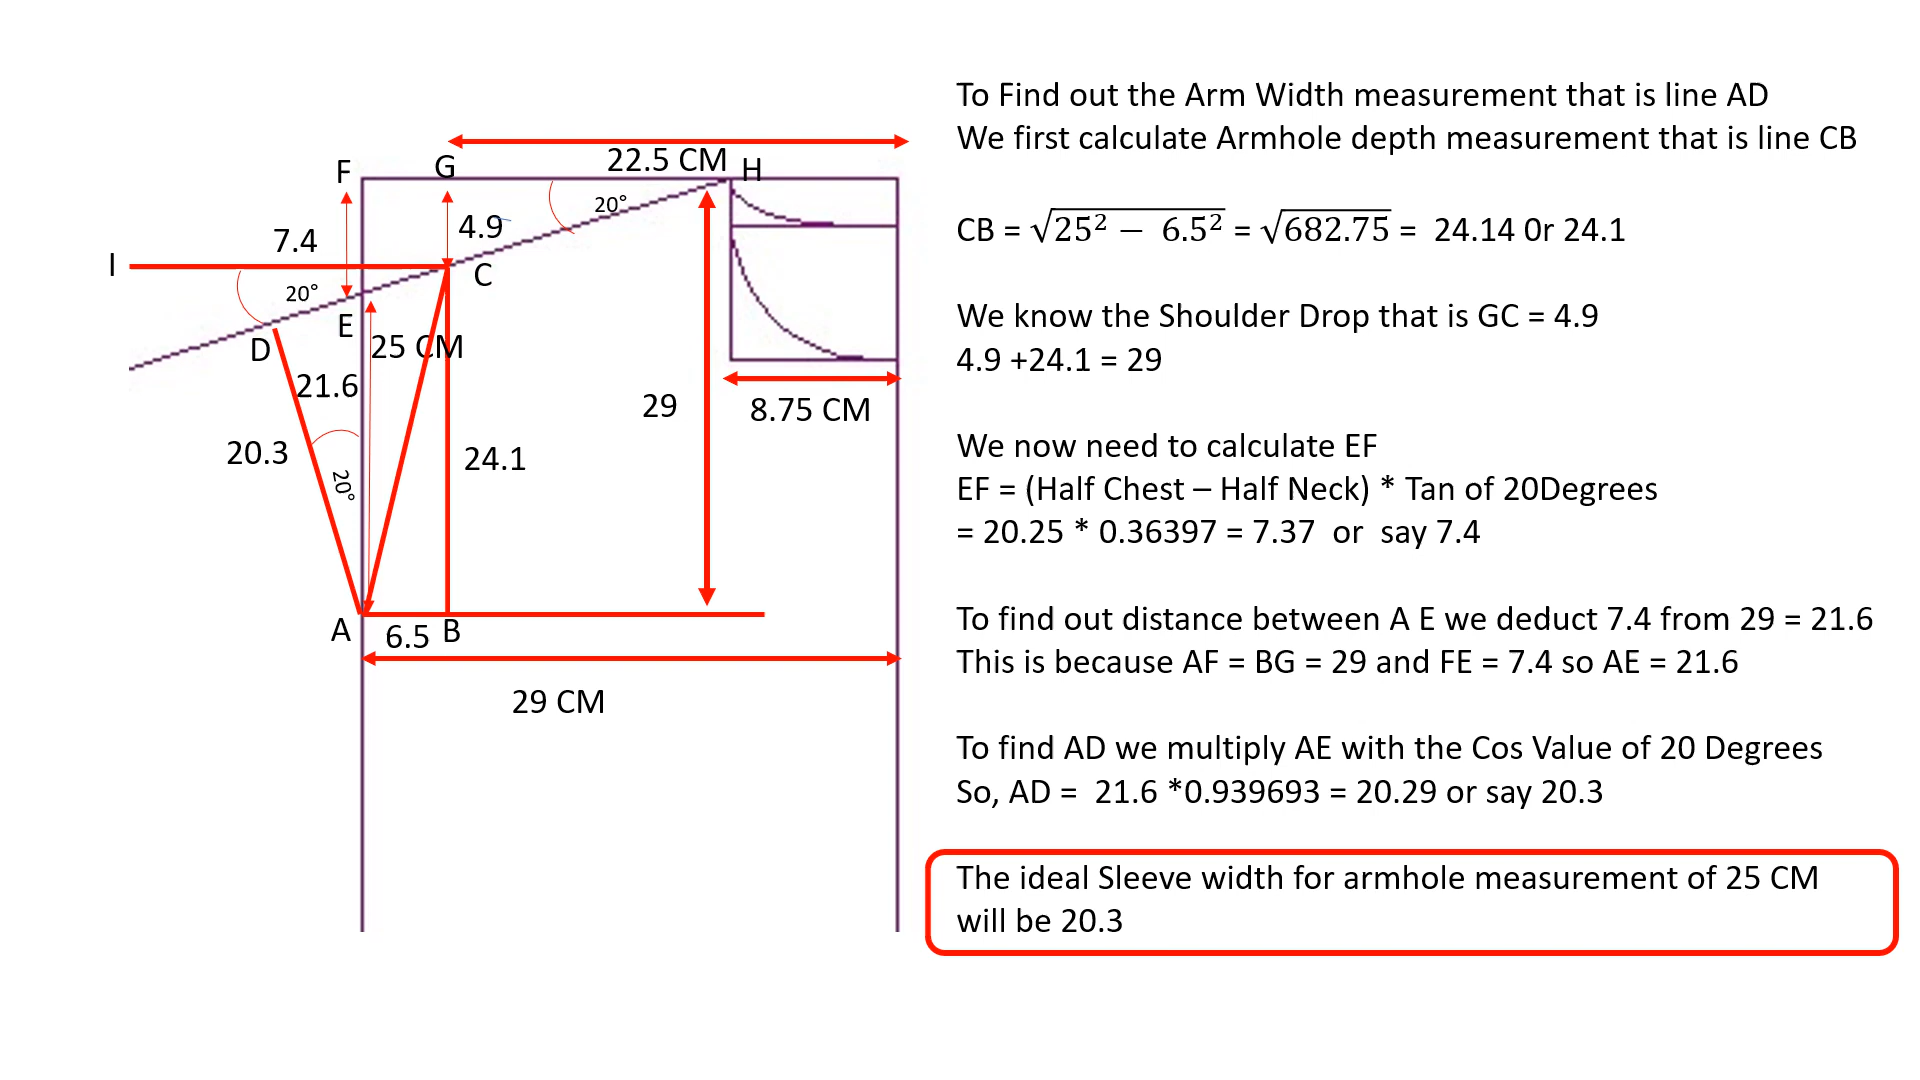 22.5 CM
F
G
H
20°
4.9
7.4
I
C
20°
E
D
25 CM
21.6
29
8.75 CM
20.3
24.1
20°
A
6.5
B
29 CM
To Find out the Arm Width measurement that is line AD
We first calculate Armhole depth measurement that is line CB
CB = √25² – 6.5² = √682.75 = 24.14 0r 24.1
We know the Shoulder Drop that is GC = 4.9
4.9 +24.1 = 29
We now need to calculate EF
EF = (Half Chest – Half Neck) * Tan of 20Degrees
= 20.25 * 0.36397 = 7.37 or say 7.4
To find out distance between A E we deduct 7.4 from 29 = 21.6
This is because AF = BG = 29 and FE = 7.4 so AE = 21.6
To find AD we multiply AE with the Cos Value of 20 Degrees
So, AD = 21.6 *0.939693 = 20.29 or say 20.3
The ideal Sleeve width for armhole measurement of 25 CM
will be 20.3